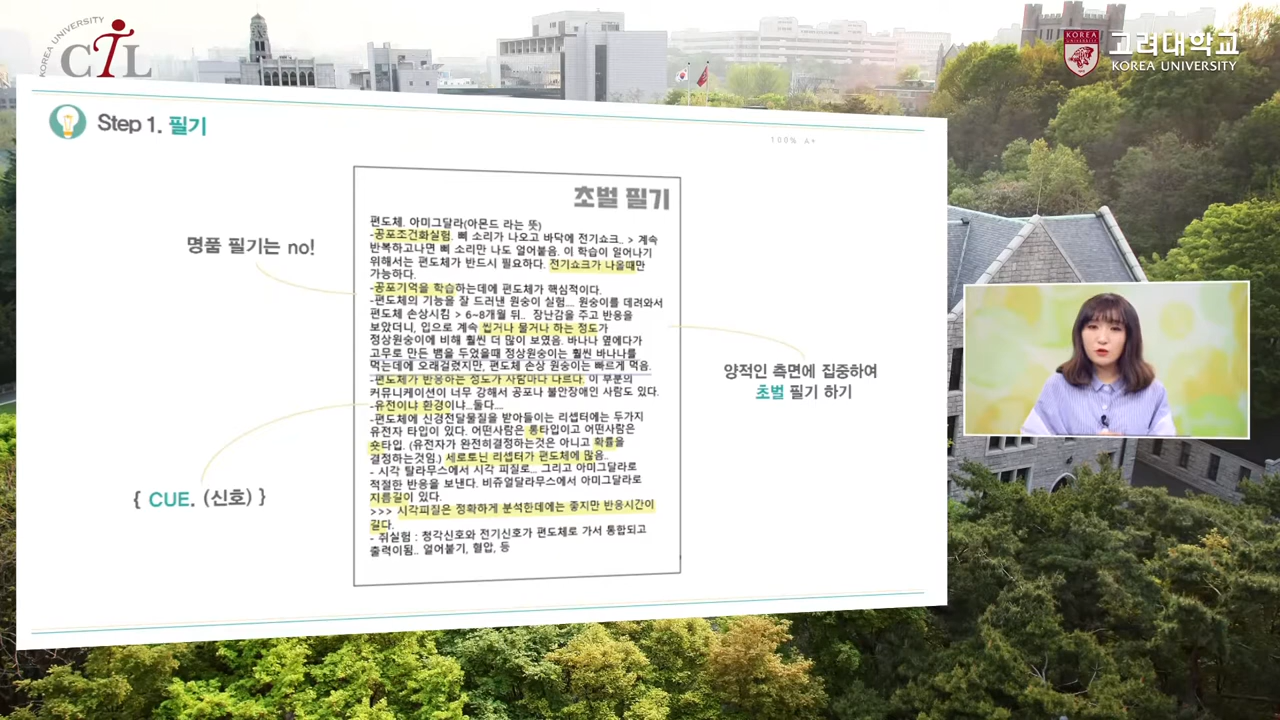 KOREA UNIVERSITY
CTL
고려대학교
KOREA UNIVERSITY
Step 1. 필기
100% A+
초벌 필기
명품 필기는 no!
편도체. 아미그달라(아몬드 라는 뜻)
-공포조건화실험. 삐 소리가 나오고 바닥에 전기쇼크.. > 계속
반복하고나면 삐 소리만 나도 얼어붙음. 이 학습이 일어나기
위해서는 편도체가 반드시 필요하다. 전기쇼크가 나올때만
가능하다.
-공포기억을 학습하는데에 편도체가 핵심적이다.
-편도체의 기능을 잘 드러낸 원숭이 실험.... 원숭이를 데려와서
편도체 손상시킴 > 6~8개월 뒤.. 장난감을 주고 반응을
보았더니, 입으로 계속 씹거나 물거나 하는 정도가
정상원숭이에 비해 훨씬 더 많이 보였음. 바나나 옆에다가
고무로 만든 뱀을 두었을때 정상원숭이는 훨씬 바나나를
먹는데에 오래걸렸지만, 편도체 손상 원숭이는 빠르게 먹음.
-편도체가 반응하는 정도가 사람마다 다르다. 이 부분의
커뮤니케이션이 너무 강해서 공포나 불안장애인 사람도 있다.
-유전이냐 환경이냐...둘다....
-편도체에 신경전달물질을 받아들이는 리셉터에는 두가지
유전자 타입이 있다. 어떤사람은 롱타입이고 어떤사람은
숏타입. (유전자가 완전히결정하는것은 아니고 확률을
결정하는것임.) 세로토닌 리셉터가 편도체에 많음..
- 시각 탈라무스에서 시각 피질로... 그리고 아미그달라로
적절한 반응을 보낸다. 비쥬얼달라무스에서 아미그달라로
지름길이 있다.
>>> 시각피질은 정확하게 분석한데에는 좋지만 반응시간이
길다.
- 쥐실험 : 청각신호와 전기신호가 편도체로 가서 통합되고
출력이됨.. 얼어붙기, 혈압, 등
양적인 측면에 집중하여
초벌 필기 하기
{ CUE. (신호) }